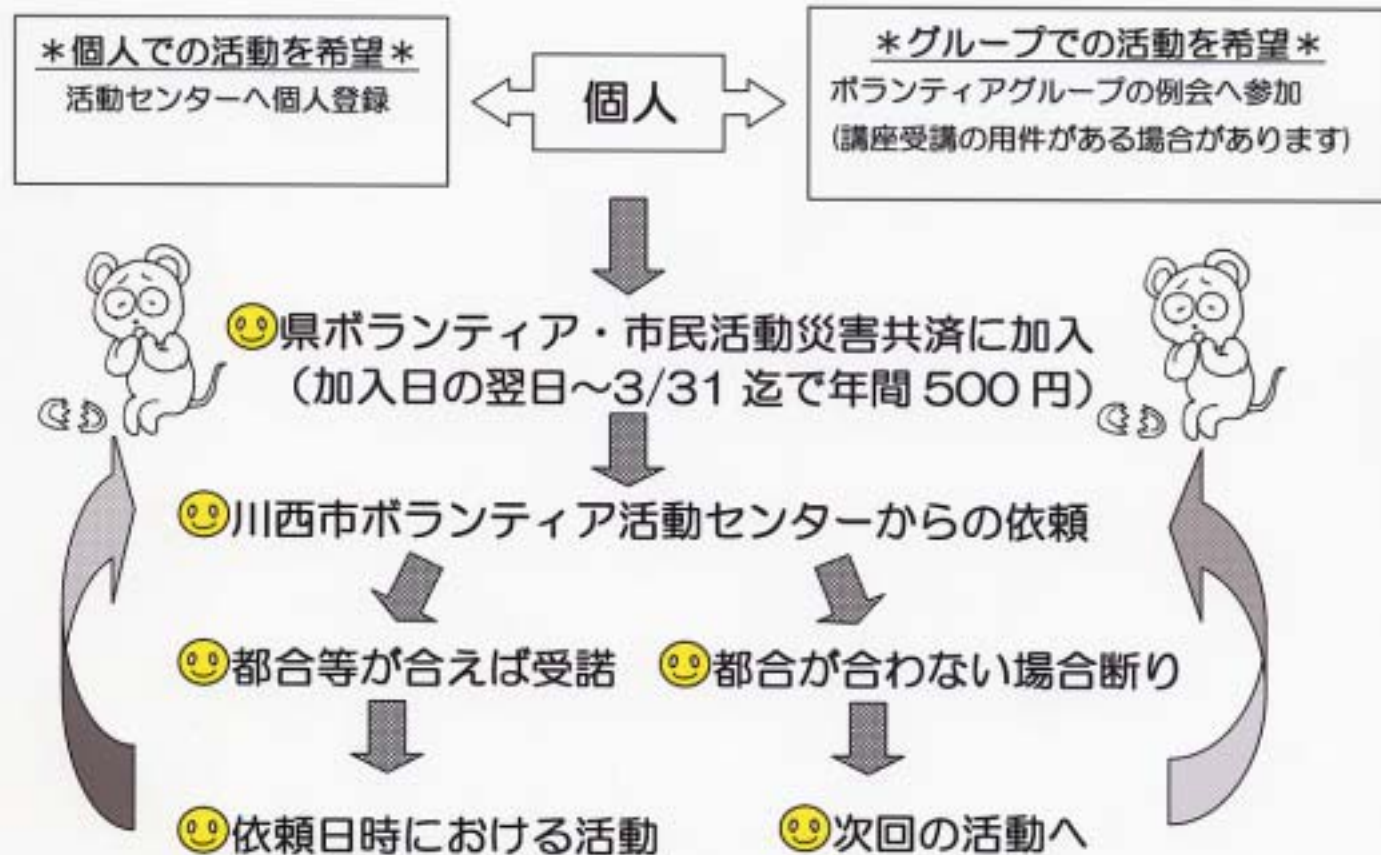 *個人での活動を希望*
活動センターへ個人登録
個人
*グループでの活動を希望*
ボランティアグループの例会へ参加
(講座受講の用件がある場合があります)
県ボランティア・市民活動災害共済に加入
（加入日の翌日～3/31 迄で年間 500 円）
川西市ボランティア活動センターからの依頼
都合等が合えば受諾
都合が合わない場合断り
依頼日時における活動
次回の活動へ